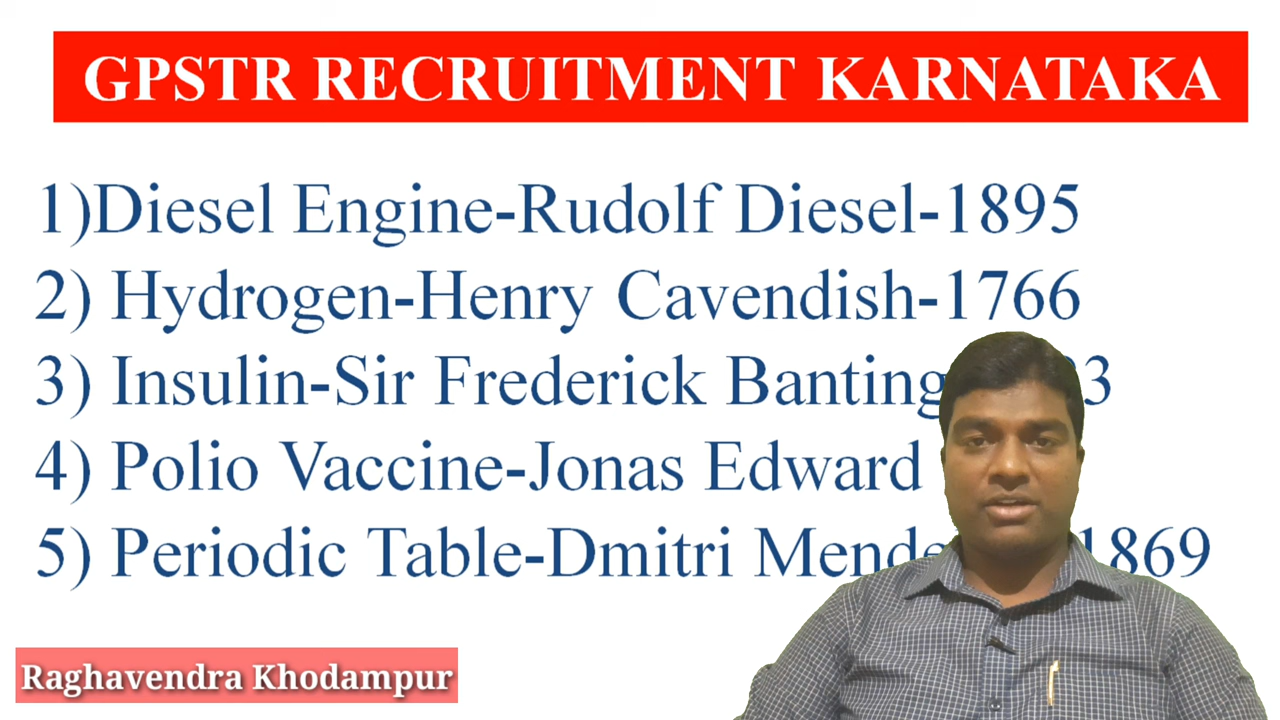 GPSTR RECRUITMENT KARNATAKA
1)Diesel Engine-Rudolf Diesel-1895
2) Hydrogen-Henry Cavendish-1766
3) Insulin-Sir Frederick Banting
4) Polio Vaccine-Jonas Edward
5) Periodic Table-Dmitri 1869
Raghavendra Khodampur